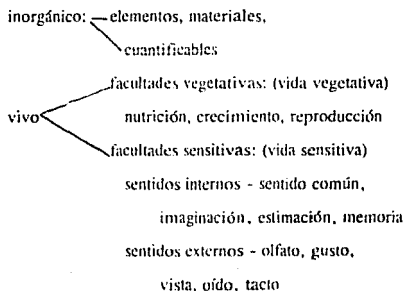 inorgánico: elementos, materiales,
cuantificables
facultades vegetativas: (vida vegetativa)
vivo nutrición, crecimiento, reproducción
facultades sensitivas: (vida sensitiva)
sentidos internos - sentido común,
imaginación, estimación, memoria
sentidos externos - olfato, gusto,
vista, oído, tacto